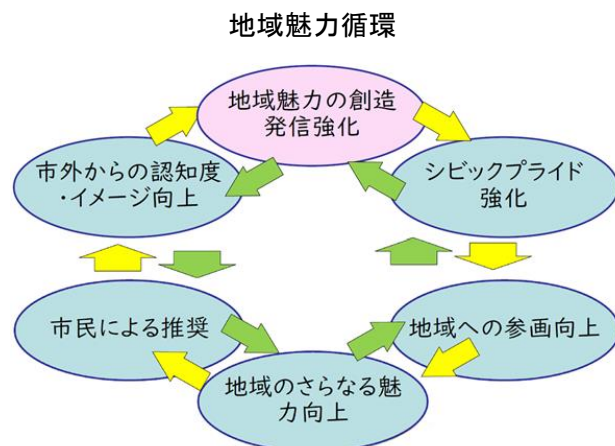 地域魅力循環
地域魅力の創造
発信強化
市外からの認知度
・イメージ向上
シビックプライド
強化
市民による推奨
地域への参画向上
地域のさらなる魅
力向上